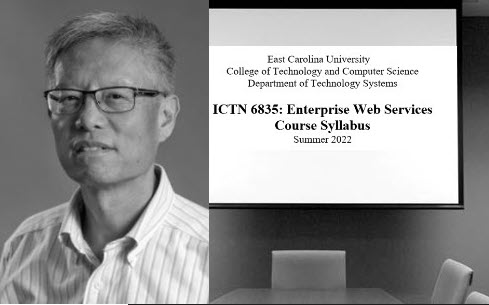 East Carolina University
College of Technology and Computer Science
Department of Technology Systems
ICTN 6835: Enterprise Web Services
Course Syllabus
Summer 2022